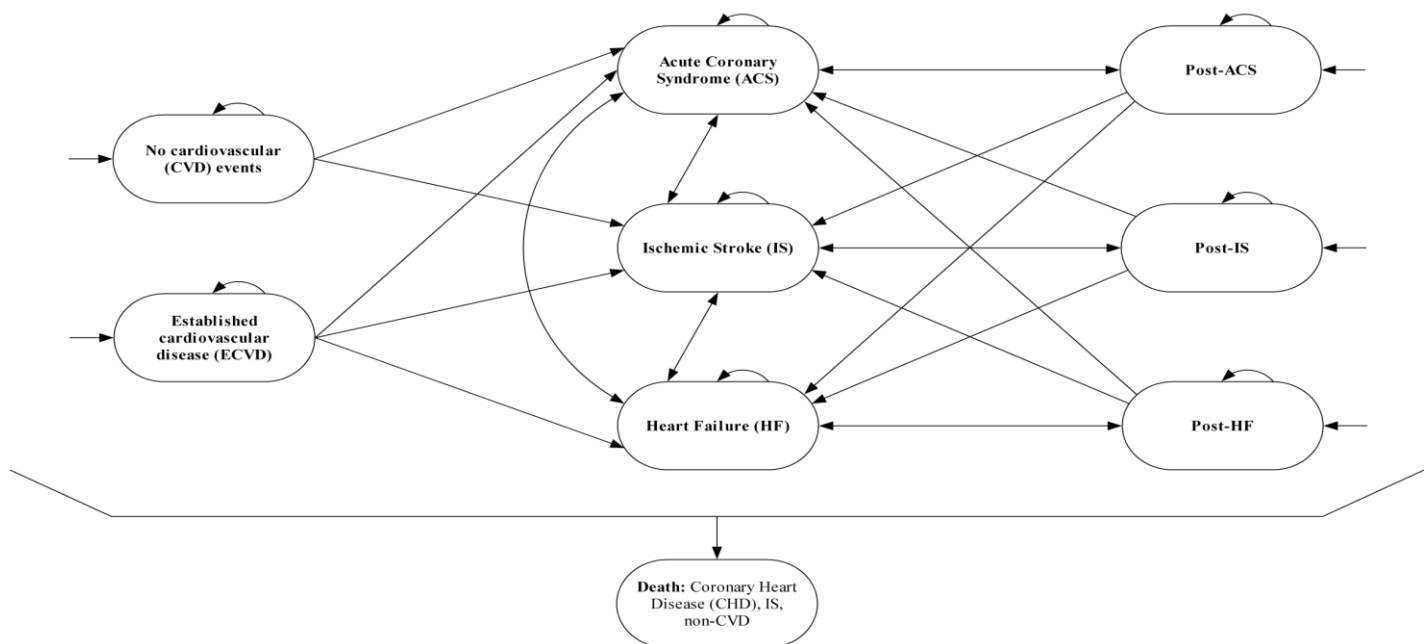 Acute Coronary
Syndrome (ACS)
Post-ACS
No cardiovascular
(CVD) events
Ischemic Stroke (IS)
Post-IS
Established
cardiovascular
disease (ECVD)
Heart Failure (HF)
Post-HF
Death: Coronary Heart
Disease (CHD), IS,
non-CVD